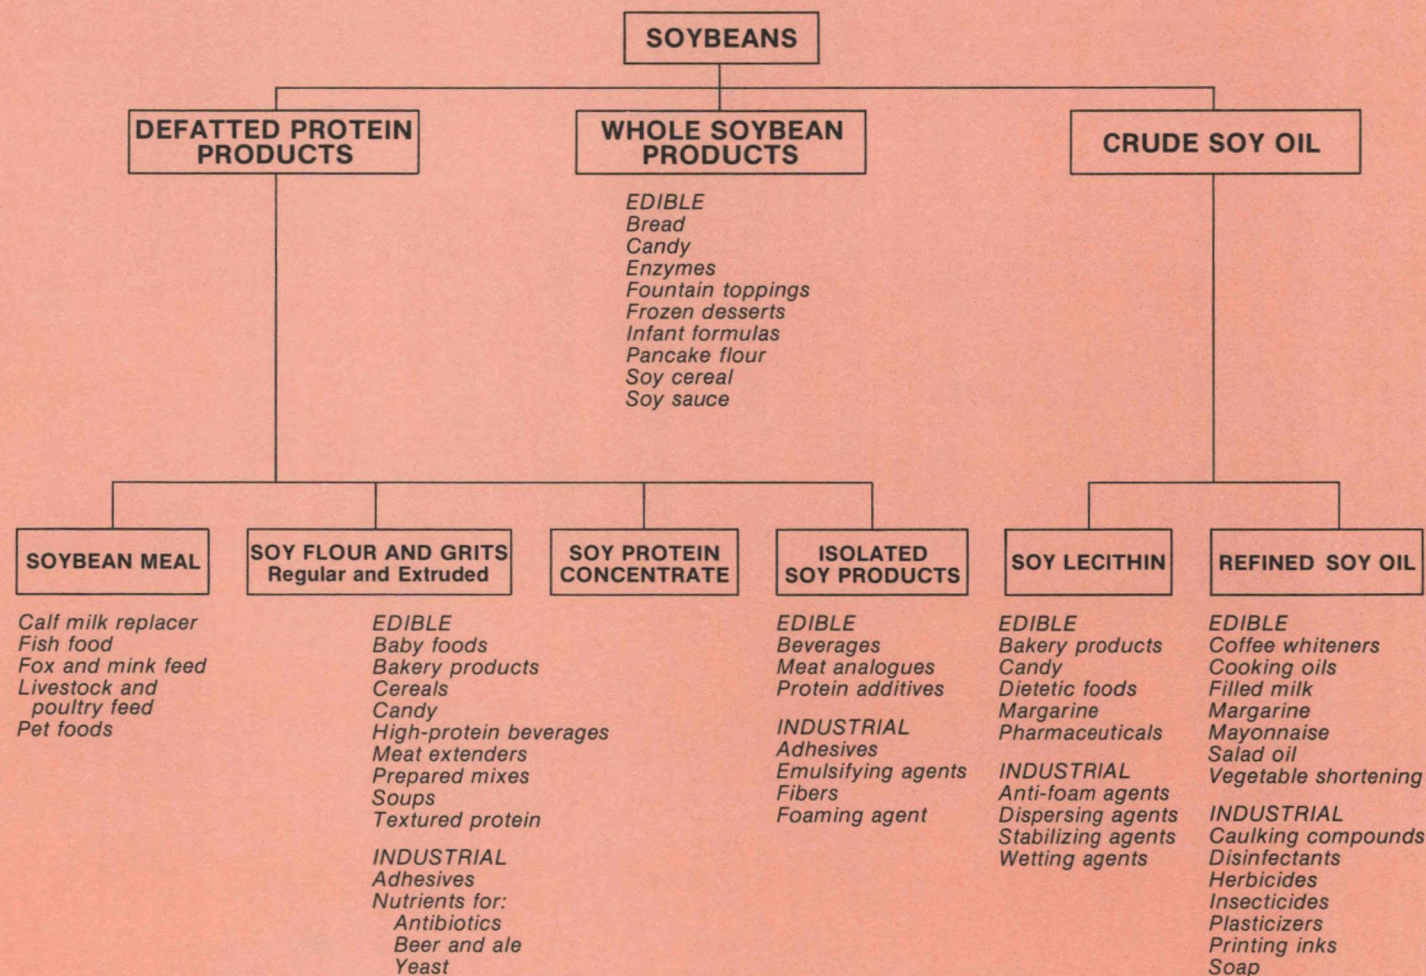 SOYBEANS
DEFATTED PROTEIN
PRODUCTS
WHOLE SOYBEAN
PRODUCTS
CRUDE SOY OIL
EDIBLE
Bread
Candy
Enzymes
Fountain toppings
Frozen desserts
Infant formulas
Pancake flour
Soy cereal
Soy sauce
SOYBEAN MEAL
Calf milk replacer
Fish food
Fox and mink feed
Livestock and
poultry feed
Pet foods
SOY FLOUR AND GRITS
Regular and Extruded
SOY PROTEIN
CONCENTRATE
EDIBLE
Baby foods
Bakery products
Cereals
Candy
High-protein beverages
Meat extenders
Prepared mixes
Soups
Textured protein
INDUSTRIAL
Adhesives
Nutrients for:
Antibiotics
Beer and ale
Yeast
ISOLATED
SOY PRODUCTS
EDIBLE
Beverages
Meat analogues
Protein additives
INDUSTRIAL
Adhesives
Emulsifying agents
Fibers
Foaming agent
SOY LECITHIN
EDIBLE
Bakery products
Candy
Dietetic foods
Margarine
Pharmaceuticals
INDUSTRIAL
Anti-foam agents
Dispersing agents
Stabilizing agents
Wetting agents
REFINED SOY OIL
EDIBLE
Coffee whiteners
Cooking oils
Filled milk
Margarine
Mayonnaise
Salad oil
Vegetable shortening
INDUSTRIAL
Caulking compounds
Disinfectants
Herbicides
Insecticides
Plasticizers
Printing inks
Soap